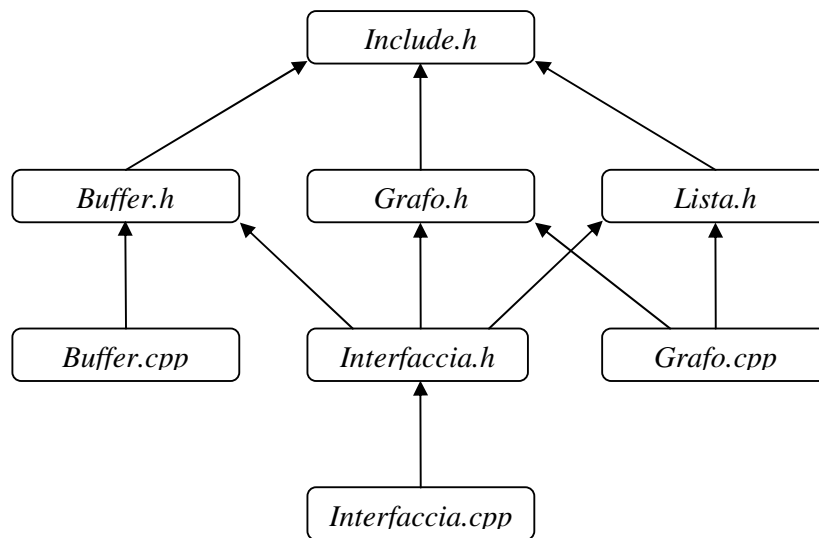 Include.h
Buffer.h
Grafo.h
Lista.h
Buffer.cpp
Interfaccia.h
Grafo.cpp
Interfaccia.cpp